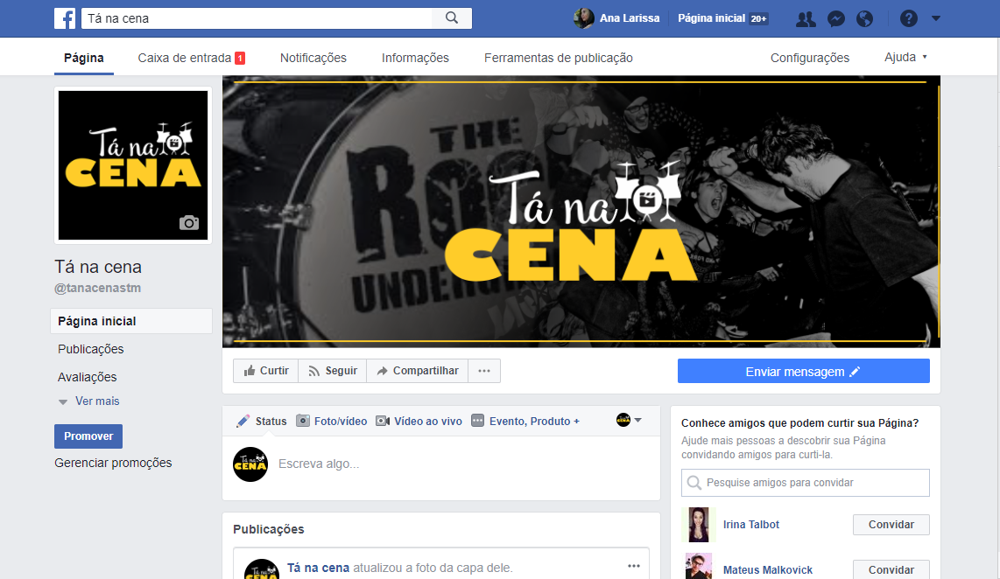 Tá na cena
Ana Larissa
Página inicial 20+
Página
Caixa de entrada 1
Notificações
Informações
Ferramentas de publicação
Configurações
Ajuda
Tá na
CENA
THE
UNDERG
Tá na
CENA
Tá na cena
@tanacenastm
Página inicial
Publicações
Avaliações
Ver mais
Promover
Gerenciar promoções
Curtir
Seguir
Compartilhar
Enviar mensagem
Status
Foto/vídeo
Vídeo ao vivo
Evento, Produto +
Tá na
CENA
Escreva algo...
Publicações
Tá na
CENA
Tá na cena atualizou a foto da capa dele.
Conhece amigos que podem curtir sua Página?
Ajude mais pessoas a descobrir sua Página
convidando amigos para curti-la.
Pesquise amigos para convidar
Irina Talbot
Convidar
Mateus Malkovick
Convidar